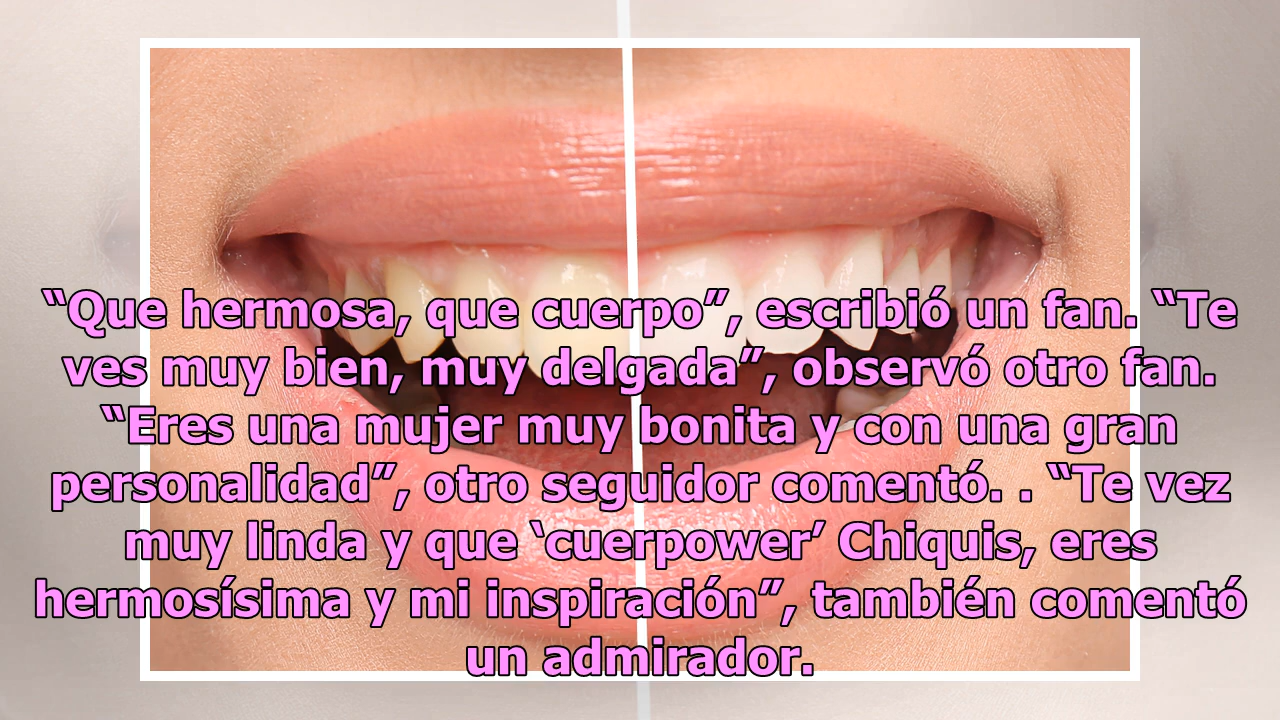 “Que hermosa, que cuerpo”, escribió un fan. “Te
ves muy bien, muy delgada”, observó otro fan.
“Eres una mujer muy bonita y con una gran
personalidad”, otro seguidor comentó. . “Te vez
muy linda y que ‘cuerpower’ Chiquis, eres
hermosísima y mi inspiración”, también comentó
un admirador.